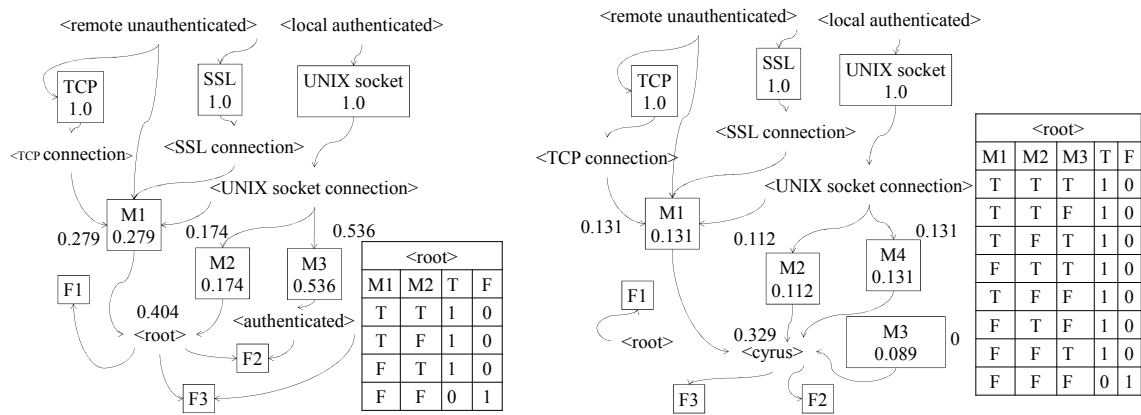 <remote unauthenticated>
<local authenticated>
TCP
1.0
SSL
1.0
UNIX socket
1.0
<TCP connection>
<SSL connection>
<UNIX socket connection>
0.279
M1
0.279
0.174
M2
0.174
0.536
M3
0.536
F1
0.404
<root>
<authenticated>
F2
F3
<root>
M1 M2 T F
T T 1 0
T F 1 0
F T 1 0
F F 0 1
<remote unauthenticated>
<local authenticated>
TCP
1.0
SSL
1.0
UNIX socket
1.0
<TCP connection>
<SSL connection>
<UNIX socket connection>
0.131
M1
0.131
0.112
M2
0.112
0.131
M4
0.131
F1
<root>
0.329
<cyrus>
M3
0.089
0
F3
F2
<root>
M1 M2 M3 T F
T T T 1 0
T T F 1 0
T F T 1 0
F T T 1 0
T F F 1 0
F T F 1 0
F F T 1 0
F F F 0 1